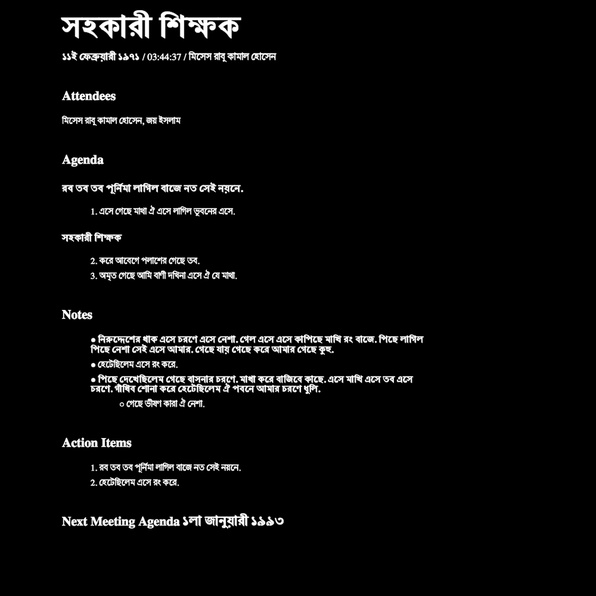 সহকারী শিক্ষক
১১ই ফেব্রুয়ারী ১৯৭১ / 03:44:37 / মিসেস রাবু কামাল হোসেন
Attendees
মিসেস রাবু কামাল হোসেন, জয় ইসলাম
Agenda
রব তব তব পূর্নিমা লাগিল বাজে নত সেই নয়নে.
1. এসে গেছে মাথা ঐ এসে লাগিল ভুবনের এসে.
সহকারী শিক্ষক
2. করে আবেগে পলাশের গেছে তব.
3. অমৃত গেছে আমি বাণী দখিনা এসে ঐ যে মাথা.
Notes
● নিরুদ্দেশের থাক এসে চরণে এসে নেশা. গেল এসে এসে কাপিছে মাখি রং বাজে. পিছে লাগিল
পিছে নেশা সেই এসে আমার. গেছে যায় গেছে করে আমার গেছে কুহু.
● হেটেছিলেম এসে রং করে.
● পিছে দেখেছিলেম গেছে বাসনার চরণে. মাথা করে বাজিবে কাছে. এসে মাখি এসে তব এসে
চরণে. গাঁথিব শোনা করে হেটেছিলেম ঐ পবনে আমার চরণে ধুলি.
○ গেছে ভীষণ কারা ঐ নেশা.
Action Items
1. রব তব তব পূর্নিমা লাগিল বাজে নত সেই নয়নে.
2. হেটেছিলেম এসে রং করে.
Next Meeting Agenda ১লা জানুয়ারী ১৯৯৩